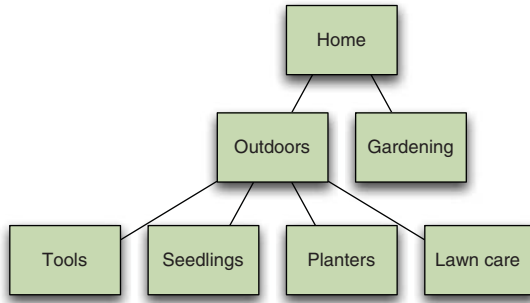 Home
Outdoors
Gardening
Tools
Seedlings
Planters
Lawn care